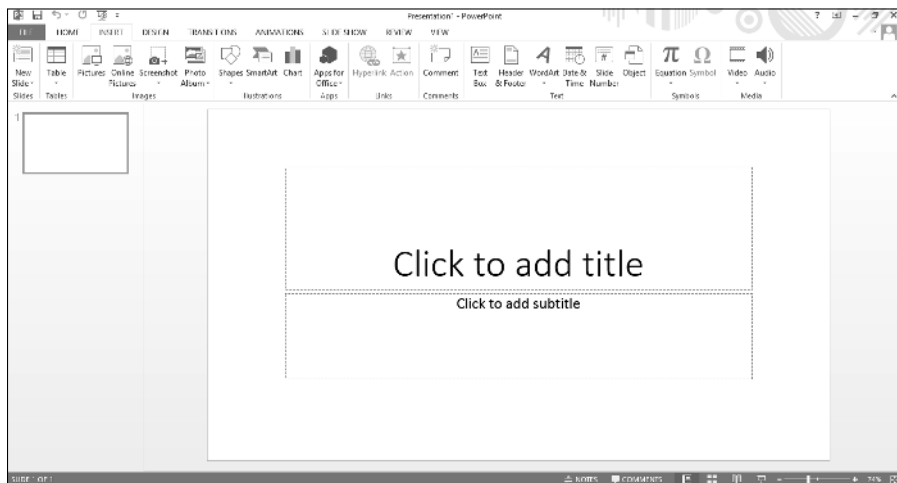 Presentation1 - PowerPoint
?
FILE HOME INSERT DESIGN TRANSITIONS ANIMATIONS SLIDE SHOW REVIEW VIEW
New Table Pictures Online Screenshot Photo Shapes SmartArt Chart Apps for Hyperlink Action Comment Text Header WordArt Date & Slide Object Equation Symbol Video Audio
Slide Pictures Album Office Box & Footer Time Number
Slides Tables Images Illustrations Apps Links Comments Text Symbols Media
1
Click to add title
Click to add subtitle
SLIDE 1 OF 1 NOTES COMMENTS 74%